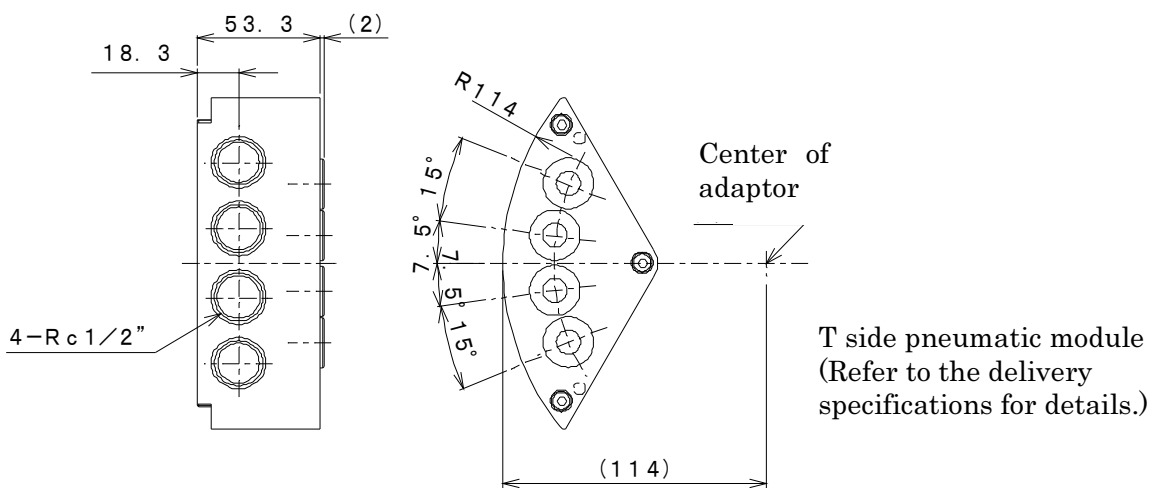 53.3
(2)
18.3
R114
15°
7.5°
7.5°
15°
4-Rc1/2”
(114)
Center of
adaptor
T side pneumatic module
(Refer to the delivery
specifications for details.)